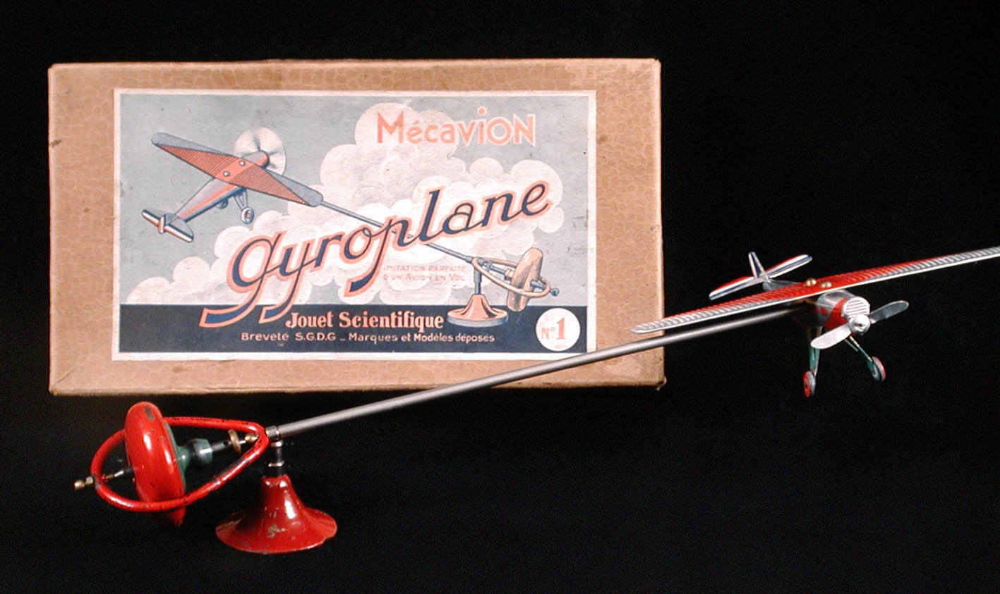 MécaviON
gyroplane
IMITATION PARFAITE
D'UN AVION EN VOL
Jouet Scientifique
Breveté S.G.D.G _ Marques et Modèles déposés
N°1